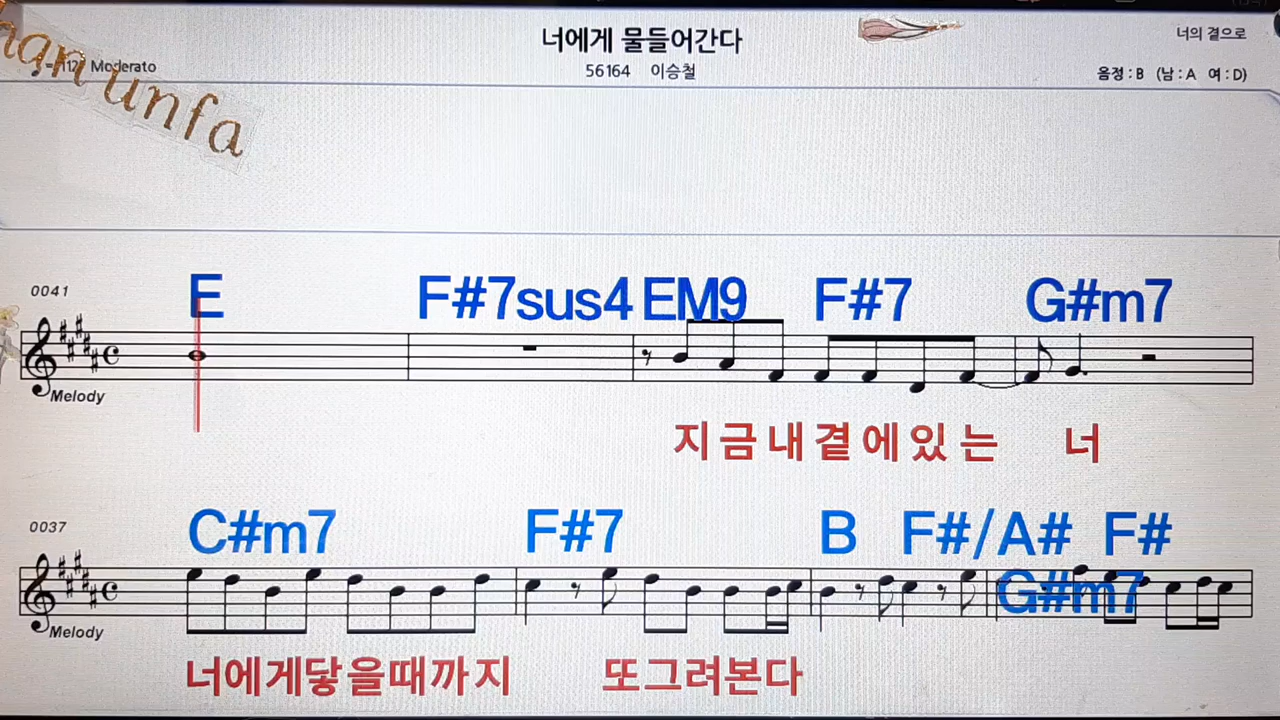 너에게 물들어간다
너의 곁으로
56164 이승철
Moderato
음정 : B (남 : A 여 : D)
han unfa
0041
E F#7sus4 EM9 F#7 G#m7
Melody
지금내곁에있는 너
0037
C#m7 F#7 B F#/A# F#
G#m7
Melody
너에게닿을때까지 또그려본다